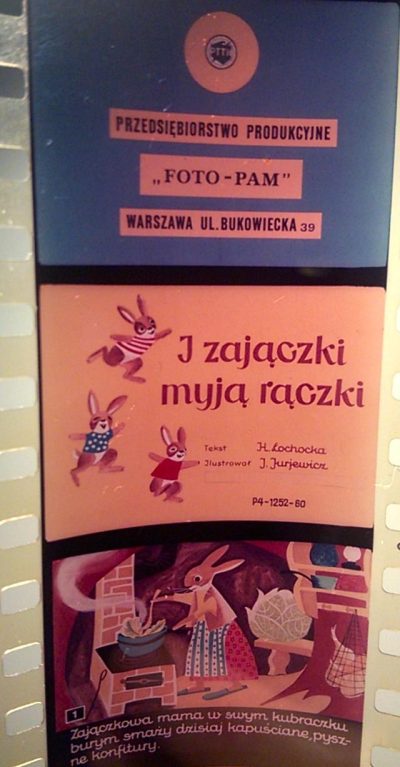 PTTK
PRZEDSIĘBIORSTWO PRODUKCYJNE
„FOTO-PAM”
WARSZAWA UL. BUKOWIECKA 39
I zajączki
myją rączki
Tekst H. Łochocka
Ilustrował J. Jurjewicz
P4-1252-60
1
Zajączkowa mama w swym kubraczku
burym smaży dzisiaj kapuściane, pysz-
ne konfitury.